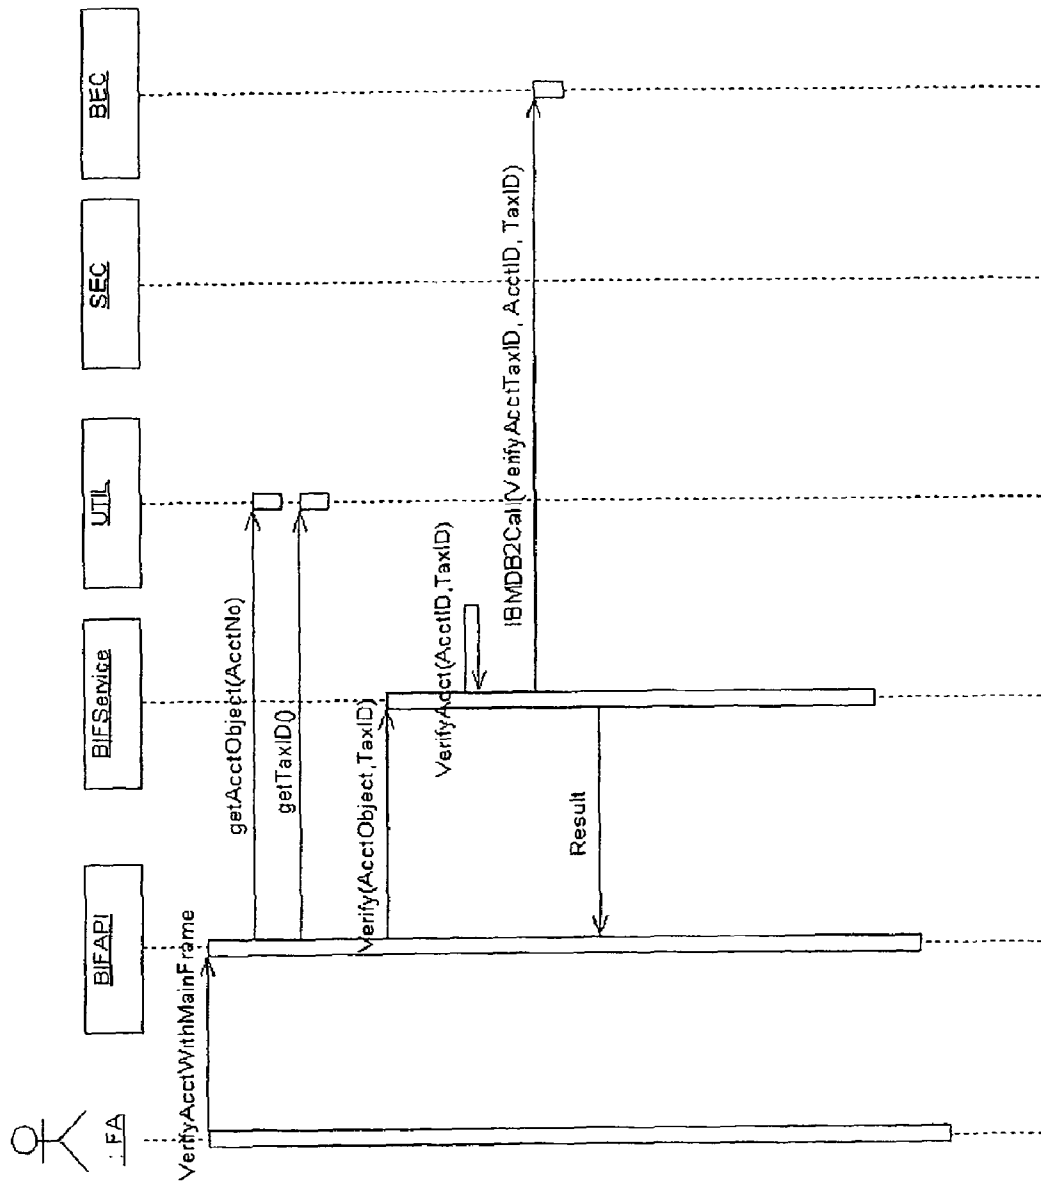 : FA
BIFAPI
BIFService
UTIL
SEC
BEC
VerifyAcctWithMainFrame
getAcctObject(AcctNo)
getTaxID()
Verify(AcctObject,TaxID)
VerifyAcct(AcctID,TaxID)
IBMDB2Call(VerifyAcctTaxID, AcctID, TaxID)
Result